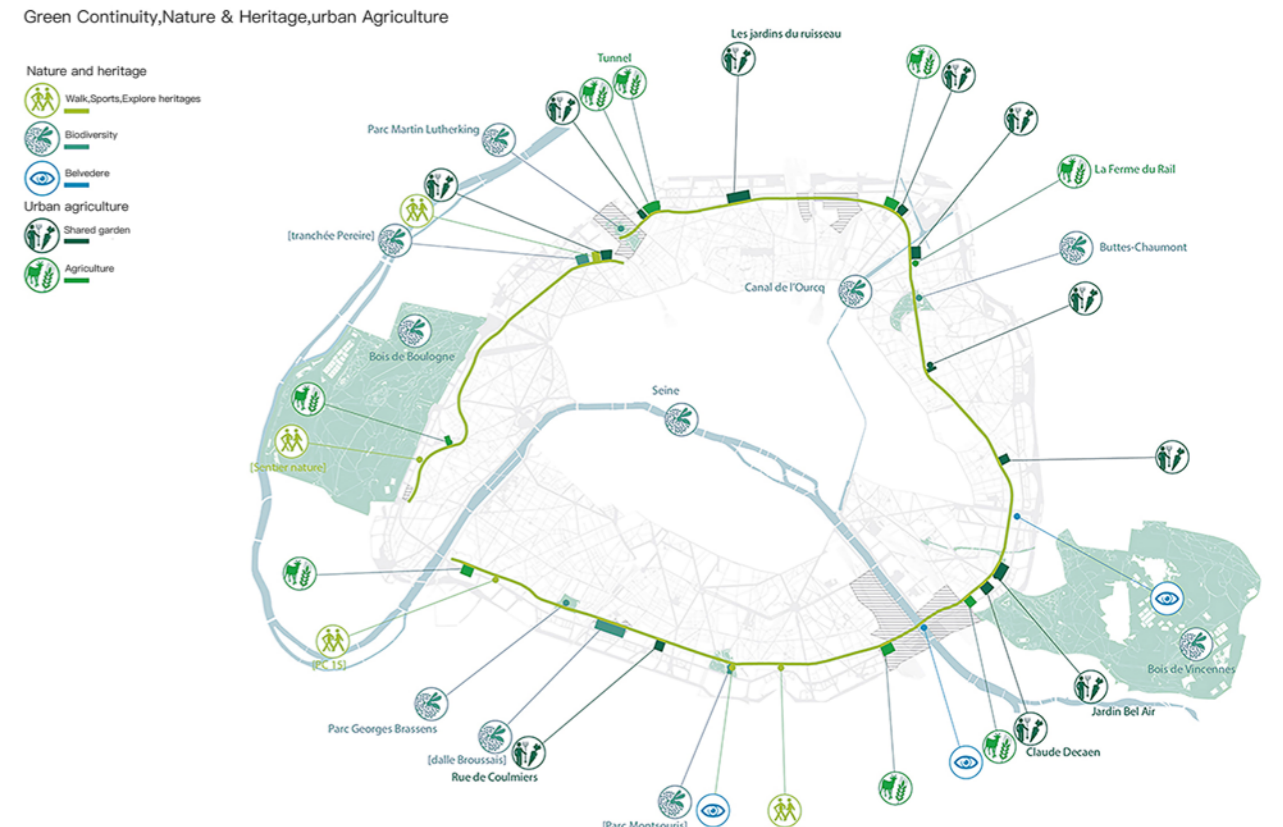 Green Continuity,Nature & Heritage,urban Agriculture
Nature and heritage
Walk,Sports,Explore heritages
Biodiversity
Belvedere
Urban agriculture
Shared garden
Agriculture
Les jardins du ruisseau
Tunnel
Parc Martin Lutherking
La Ferme du Rail
[tranchée Pereire]
Buttes-Chaumont
Canal de l'Ourcq
Bois de Boulogne
Seine
[Sentier nature]
[PC 15]
Bois de Vincennes
Jardin Bel Air
Parc Georges Brassens
Claude Decaen
[dalle Broussais]
Rue de Coulmiers
[Parc Montsouris]